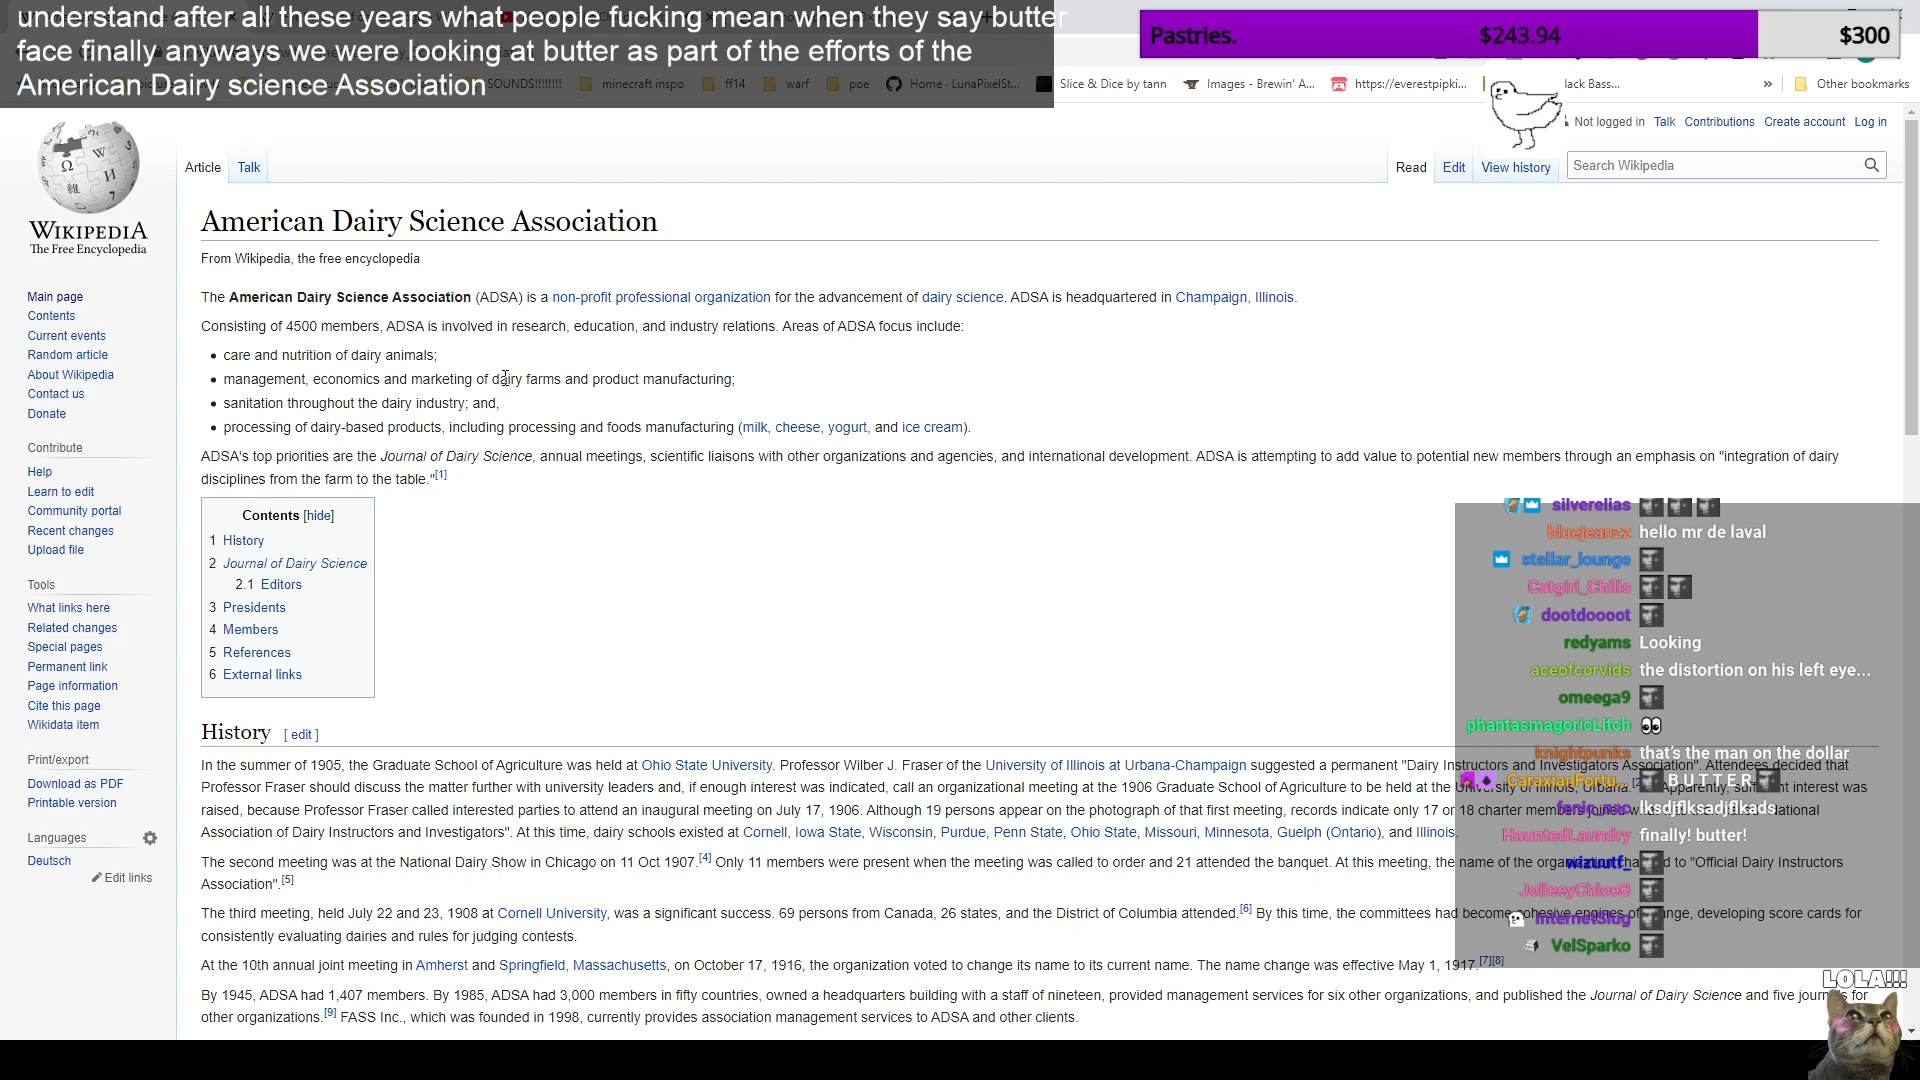 understand after all these years what people fucking mean when they say butter
face finally anyways we were looking at butter as part of the efforts of the
American Dairy science Association
Pastries. $243.94 $300
SOUNDS!!!!!!!! minecraft inspo ff14 warf poe Home · LunaPixelSt... Slice & Dice by tann Images - Brewin' A... https://everestpipki... lack Bass... » Other bookmarks
Not logged in Talk Contributions Create account Log in
Article Talk Read Edit View history Search Wikipedia
WIKIPEDIA
The Free Encyclopedia
American Dairy Science Association
From Wikipedia, the free encyclopedia
The American Dairy Science Association (ADSA) is a non-profit professional organization for the advancement of dairy science. ADSA is headquartered in Champaign, Illinois.
Consisting of 4500 members, ADSA is involved in research, education, and industry relations. Areas of ADSA focus include:
• care and nutrition of dairy animals;
• management, economics and marketing of dairy farms and product manufacturing;
• sanitation throughout the dairy industry; and,
• processing of dairy-based products, including processing and foods manufacturing (milk, cheese, yogurt, and ice cream).
ADSA's top priorities are the Journal of Dairy Science, annual meetings, scientific liaisons with other organizations and agencies, and international development. ADSA is attempting to add value to potential new members through an emphasis on "integration of dairy
disciplines from the farm to the table."[1]
Main page
Contents
Current events
Random article
About Wikipedia
Contact us
Donate
Contribute
Help
Learn to edit
Community portal
Recent changes
Upload file
Tools
What links here
Related changes
Special pages
Permanent link
Page information
Cite this page
Wikidata item
Print/export
Download as PDF
Printable version
Languages
Deutsch
Edit links
Contents [hide]
1 History
2 Journal of Dairy Science
2.1 Editors
3 Presidents
4 Members
5 References
6 External links
History [ edit ]
In the summer of 1905, the Graduate School of Agriculture was held at Ohio State University. Professor Wilber J. Fraser of the University of Illinois at Urbana-Champaign suggested a permanent "Dairy Instructors and Investigators Association". Attendees decided that
Professor Fraser should discuss the matter further with university leaders and, if enough interest was indicated, call an organizational meeting at the 1906 Graduate School of Agriculture to be held at the University of Illinois, Urbana.[2] Apparently, sufficient interest was
raised, because Professor Fraser called interested parties to attend an inaugural meeting on July 17, 1906. Although 19 persons appear on the photograph of that first meeting, records indicate only 17 or 18 charter members joined National
Association of Dairy Instructors and Investigators". At this time, dairy schools existed at Cornell, Iowa State, Wisconsin, Purdue, Penn State, Ohio State, Missouri, Minnesota, Guelph (Ontario), and Illinois.
The second meeting was at the National Dairy Show in Chicago on 11 Oct 1907.[4] Only 11 members were present when the meeting was called to order and 21 attended the banquet. At this meeting, the name of the to "Official Dairy Instructors
Association".[5]
The third meeting, held July 22 and 23, 1908 at Cornell University, was a significant success. 69 persons from Canada, 26 states, and the District of Columbia attended.[6] By this time, the committees had become cohesive engines of developing score cards for
consistently evaluating dairies and rules for judging contests.
At the 10th annual joint meeting in Amherst and Springfield, Massachusetts, on October 17, 1916, the organization voted to change its name to its current name. The name change was effective May 1, 1917.[7][8]
By 1945, ADSA had 1,407 members. By 1985, ADSA had 3,000 members in fifty countries, owned a headquarters building with a staff of nineteen, provided management services for six other organizations, and published the Journal of Dairy Science and five journals for
other organizations.[9] FASS Inc., which was founded in 1998, currently provides association management services to ADSA and other clients.
silverelias
bluejeanzz hello mr de laval
stellar_lounge
Catgirl_Chills
dootdoooot
redyams Looking
aceofcorvids the distortion on his left eye...
omeega9
phantasmagoricLitch
knightpunks that's the man on the dollar
CaraxianFortu... B U T T E R
fenic_aac lksdjflksadjflkads
HauntedLaundry finally! butter!
wizuutf_
JolleeyChloeB
InternetSlug
VelSparko
LOLA!!!